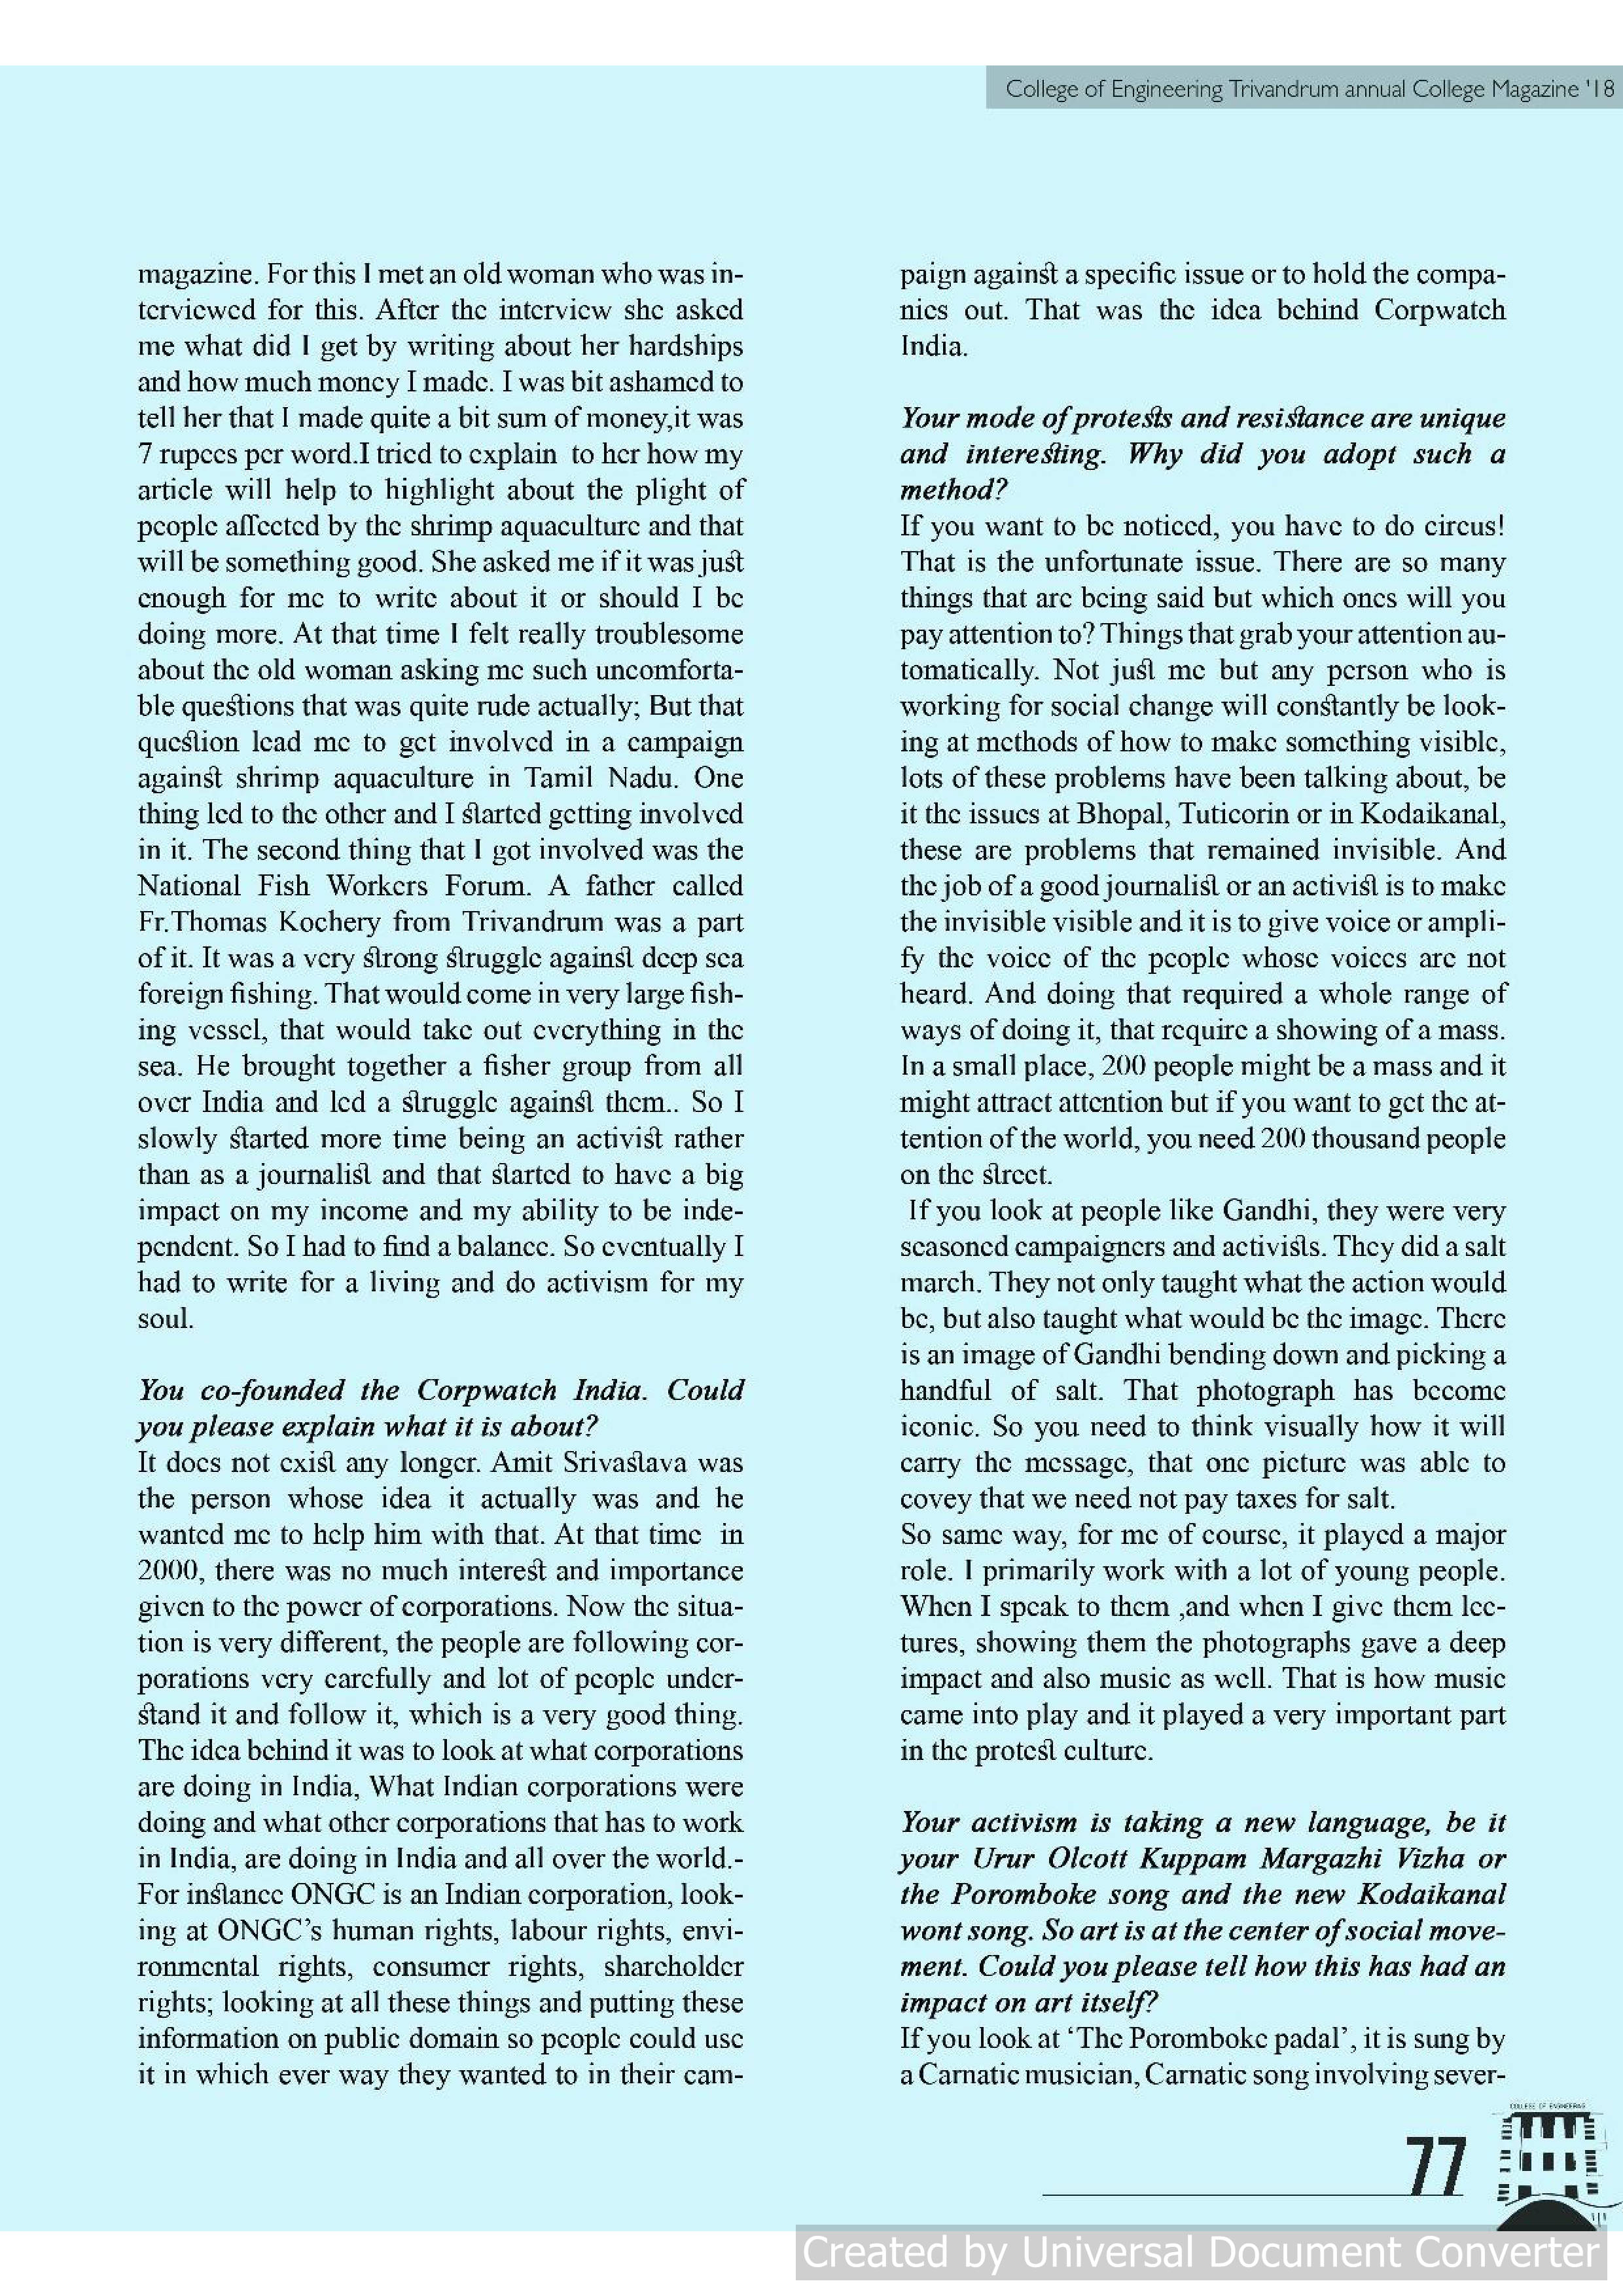 College of Engineering Trivandrum annual College Magazine '18
magazine. For this I met an old woman who was in-
terviewed for this. After the interview she asked
me what did I get by writing about her hardships
and how much money I made. I was bit ashamed to
tell her that I made quite a bit sum of money,it was
7 rupees per word.I tried to explain to her how my
article will help to highlight about the plight of
people affected by the shrimp aquaculture and that
will be something good. She asked me if it was just
enough for me to write about it or should I be
doing more. At that time I felt really troublesome
about the old woman asking me such uncomforta-
ble questions that was quite rude actually; But that
question lead me to get involved in a campaign
against shrimp aquaculture in Tamil Nadu. One
thing led to the other and I started getting involved
in it. The second thing that I got involved was the
National Fish Workers Forum. A father called
Fr.Thomas Kochery from Trivandrum was a part
of it. It was a very strong struggle against deep sea
foreign fishing. That would come in very large fish-
ing vessel, that would take out everything in the
sea. He brought together a fisher group from all
over India and led a struggle against them.. So I
slowly started more time being an activist rather
than as a journalist and that started to have a big
impact on my income and my ability to be inde-
pendent. So I had to find a balance. So eventually I
had to write for a living and do activism for my
soul.
You co-founded the Corpwatch India. Could
you please explain what it is about?
It does not exist any longer. Amit Srivastava was
the person whose idea it actually was and he
wanted me to help him with that. At that time in
2000, there was no much interest and importance
given to the power of corporations. Now the situa-
tion is very different, the people are following cor-
porations very carefully and lot of people under-
stand it and follow it, which is a very good thing.
The idea behind it was to look at what corporations
are doing in India, What Indian corporations were
doing and what other corporations that has to work
in India, are doing in India and all over the world.-
For instance ONGC is an Indian corporation, look-
ing at ONGC's human rights, labour rights, envi-
ronmental rights, consumer rights, shareholder
rights; looking at all these things and putting these
information on public domain so people could use
it in which ever way they wanted to in their cam-
paign against a specific issue or to hold the compa-
nies out. That was the idea behind Corpwatch
India.
Your mode of protests and resistance are unique
and interesting. Why did you adopt such a
method?
If you want to be noticed, you have to do circus!
That is the unfortunate issue. There are so many
things that are being said but which ones will you
pay attention to? Things that grab your attention au-
tomatically. Not just me but any person who is
working for social change will constantly be look-
ing at methods of how to make something visible,
lots of these problems have been talking about, be
it the issues at Bhopal, Tuticorin or in Kodaikanal,
these are problems that remained invisible. And
the job of a good journalist or an activist is to make
the invisible visible and it is to give voice or ampli-
fy the voice of the people whose voices are not
heard. And doing that required a whole range of
ways of doing it, that require a showing of a mass.
In a small place, 200 people might be a mass and it
might attract attention but if you want to get the at-
tention of the world, you need 200 thousand people
on the street.
If you look at people like Gandhi, they were very
seasoned campaigners and activists. They did a salt
march. They not only taught what the action would
be, but also taught what would be the image. There
is an image of Gandhi bending down and picking a
handful of salt. That photograph has become
iconic. So you need to think visually how it will
carry the message, that one picture was able to
covey that we need not pay taxes for salt.
So same way, for me of course, it played a major
role. I primarily work with a lot of young people.
When I speak to them ,and when I give them lec-
tures, showing them the photographs gave a deep
impact and also music as well. That is how music
came into play and it played a very important part
in the protest culture.
Your activism is taking a new language, be it
your Urur Olcott Kuppam Margazhi Vizha or
the Poromboke song and the new Kodaikanal
wont song. So art is at the center of social move-
ment. Could you please tell how this has had an
impact on art itself?
If you look at 'The Poromboke padal', it is sung by
a Carnatic musician, Carnatic song involving sever-
COLLEGE OF ENGINEERING
77
Created by Universal Document Converter